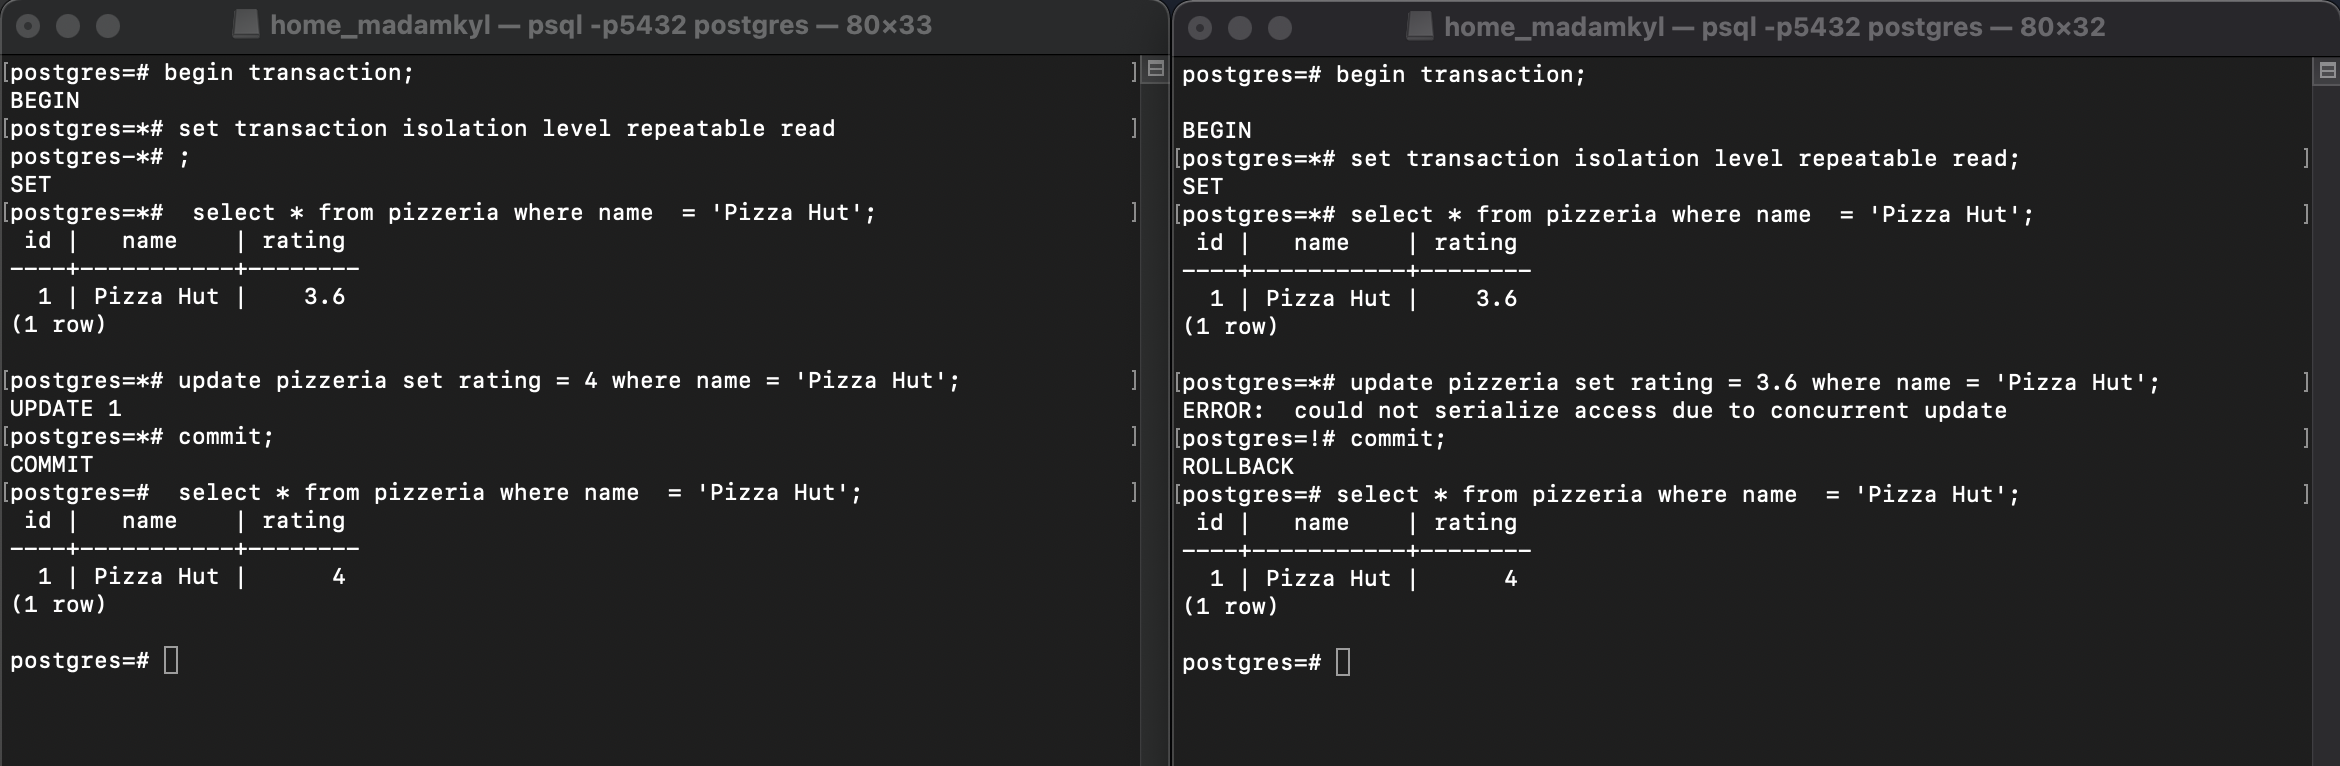 home_madamkyl — psql -p5432 postgres — 80×33
postgres=# begin transaction;
BEGIN
postgres=*# set transaction isolation level repeatable read
postgres-*# ;
SET
postgres=*#  select * from pizzeria where name  = 'Pizza Hut';
 id |   name    | rating
----+-----------+--------
  1 | Pizza Hut |    3.6
(1 row)
postgres=*# update pizzeria set rating = 4 where name = 'Pizza Hut';
UPDATE 1
postgres=*# commit;
COMMIT
postgres=#  select * from pizzeria where name  = 'Pizza Hut';
 id |   name    | rating
----+-----------+--------
  1 | Pizza Hut |      4
(1 row)
postgres=#
home_madamkyl — psql -p5432 postgres — 80×32
postgres=# begin transaction;
BEGIN
postgres=*# set transaction isolation level repeatable read;
SET
postgres=*# select * from pizzeria where name  = 'Pizza Hut';
 id |   name    | rating
----+-----------+--------
  1 | Pizza Hut |    3.6
(1 row)
postgres=*# update pizzeria set rating = 3.6 where name = 'Pizza Hut';
ERROR:  could not serialize access due to concurrent update
postgres=!# commit;
ROLLBACK
postgres=# select * from pizzeria where name  = 'Pizza Hut';
 id |   name    | rating
----+-----------+--------
  1 | Pizza Hut |      4
(1 row)
postgres=#